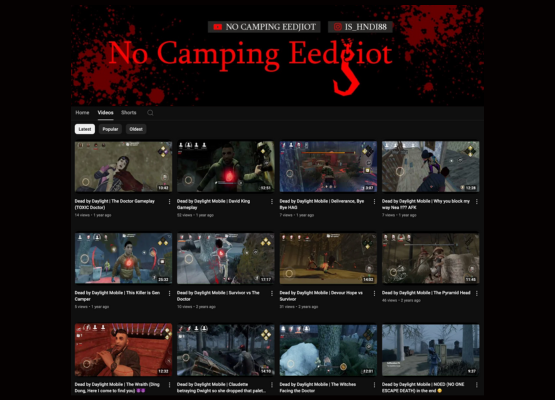 NO CAMPING EEDJIOT IS_HNDI88
No Camping Eedjiot
Home Videos Shorts
Latest Popular Oldest
10:43 03:51 3:07 12:28
Dead by Daylight | The Doctor Gameplay (TOXIC Doctor)
14 views • 1 year ago
Dead by Daylight Mobile | David King Gameplay
52 views • 1 year ago
Dead by Daylight Mobile | Deliverance, Bye Bye HAG
7 views • 1 year ago
Dead by Daylight Mobile | Why you block my way Nea !!?? AFK
7 views • 1 year ago
20:32 17:17 14:02 11:46
Dead by Daylight Mobile | This Killer is Gen Camper
9 views • 1 year ago
Dead by Daylight Mobile | Survivor vs The Doctor
10 views • 2 years ago
Dead by Daylight Mobile | Devour Hope vs Survivor
31 views • 2 years ago
Dead by Daylight Mobile | The Pyramid Head
46 views • 2 years ago
12:32 14:10 22:01 9:27
Dead by Daylight Mobile | The Wraith (Ding Dong, Here I come to find you) 😈😈
Dead by Daylight Mobile | Claudette betraying Dwight so she dropped that palet...
Dead by Daylight Mobile | The Witches Facing the Doctor
Dead by Daylight Mobile | NOED (NO ONE ESCAPE DEATH) in the end 😔